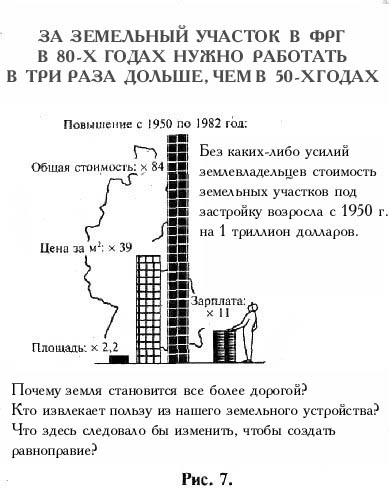 ЗА ЗЕМЕЛЬНЫЙ УЧАСТОК В ФРГ
В 80-Х ГОДАХ НУЖНО РАБОТАТЬ
В ТРИ РАЗА ДОЛЬШЕ, ЧЕМ В 50-Х ГОДАХ
Повышение с 1950 по 1982 год:
Общая стоимость: × 84
Без каких-либо усилий
землевладельцев стоимость
земельных участков под
застройку возросла с 1950 г.
на 1 триллион долларов.
Цена за м²: × 39
Зарплата:
× 11
Площадь: × 2,2
Почему земля становится все более дорогой?
Кто извлекает пользу из нашего земельного устройства?
Что здесь следовало бы изменить, чтобы создать
равноправие?
Рис. 7.